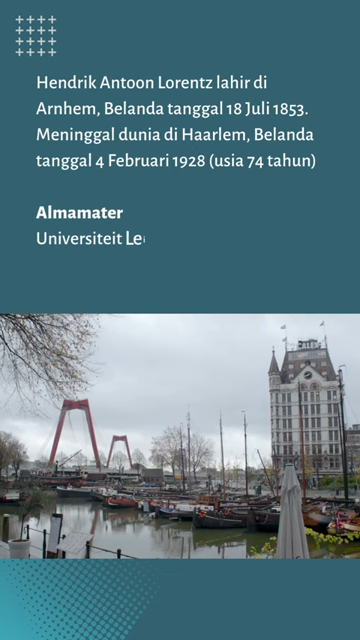 Hendrik Antoon Lorentz lahir di
Arnhem, Belanda tanggal 18 Juli 1853.
Meninggal dunia di Haarlem, Belanda
tanggal 4 Februari 1928 (usia 74 tahun)
Almamater
Universiteit Le